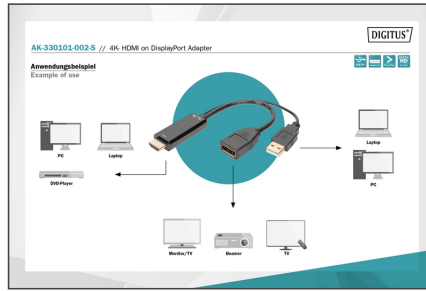 DIGITUS®
AK-330101-002-S // 4K- HDMI on DisplayPort Adapter
Anwendungsbeispiel
Example of use
HD
PC
Laptop
DVD-Player
Laptop
PC
Monitor/TV
Beamer
TV